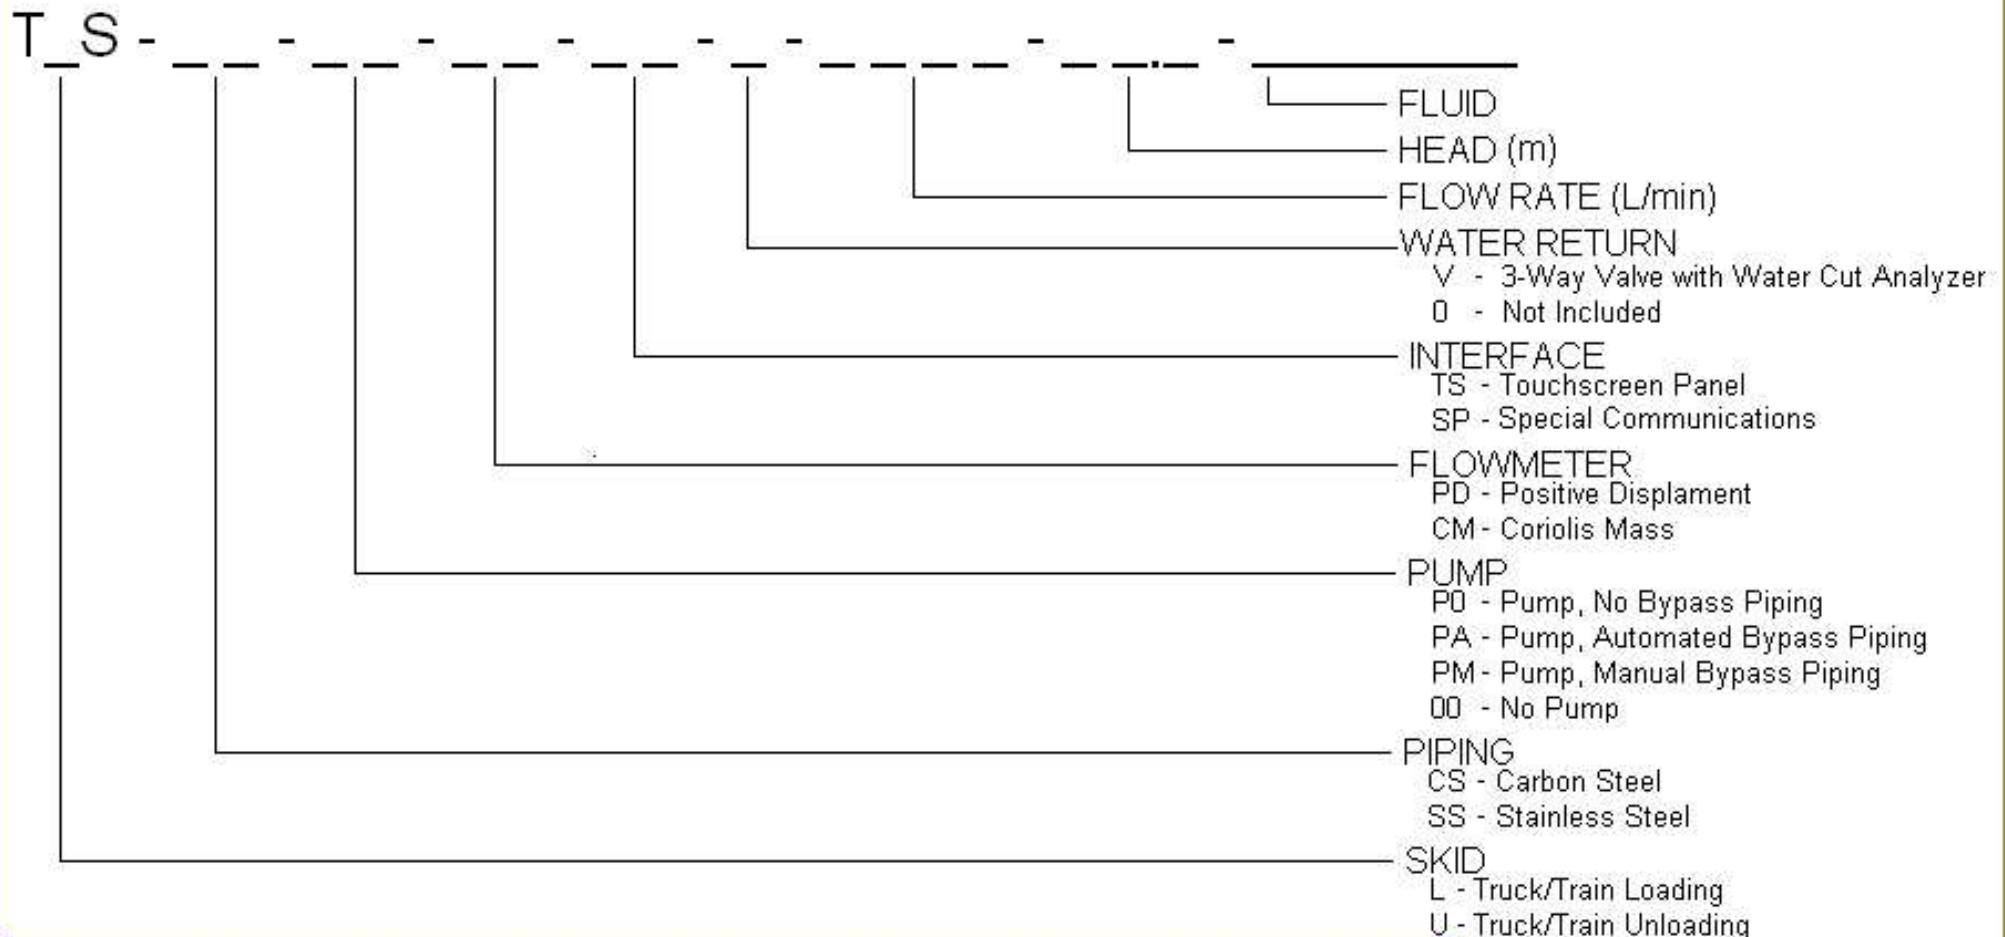 T_S - _ _ - _ _ - _ _ - _ _ - _ - _ _ _ _ - _ _._ - ______
FLUID
HEAD (m)
FLOW RATE (L/min)
WATER RETURN
V - 3-Way Valve with Water Cut Analyzer
0 - Not Included
INTERFACE
TS - Touchscreen Panel
SP - Special Communications
FLOWMETER
PD - Positive Displament
CM - Coriolis Mass
PUMP
P0 - Pump, No Bypass Piping
PA - Pump, Automated Bypass Piping
PM - Pump, Manual Bypass Piping
00 - No Pump
PIPING
CS - Carbon Steel
SS - Stainless Steel
SKID
L - Truck/Train Loading
U - Truck/Train Unloading